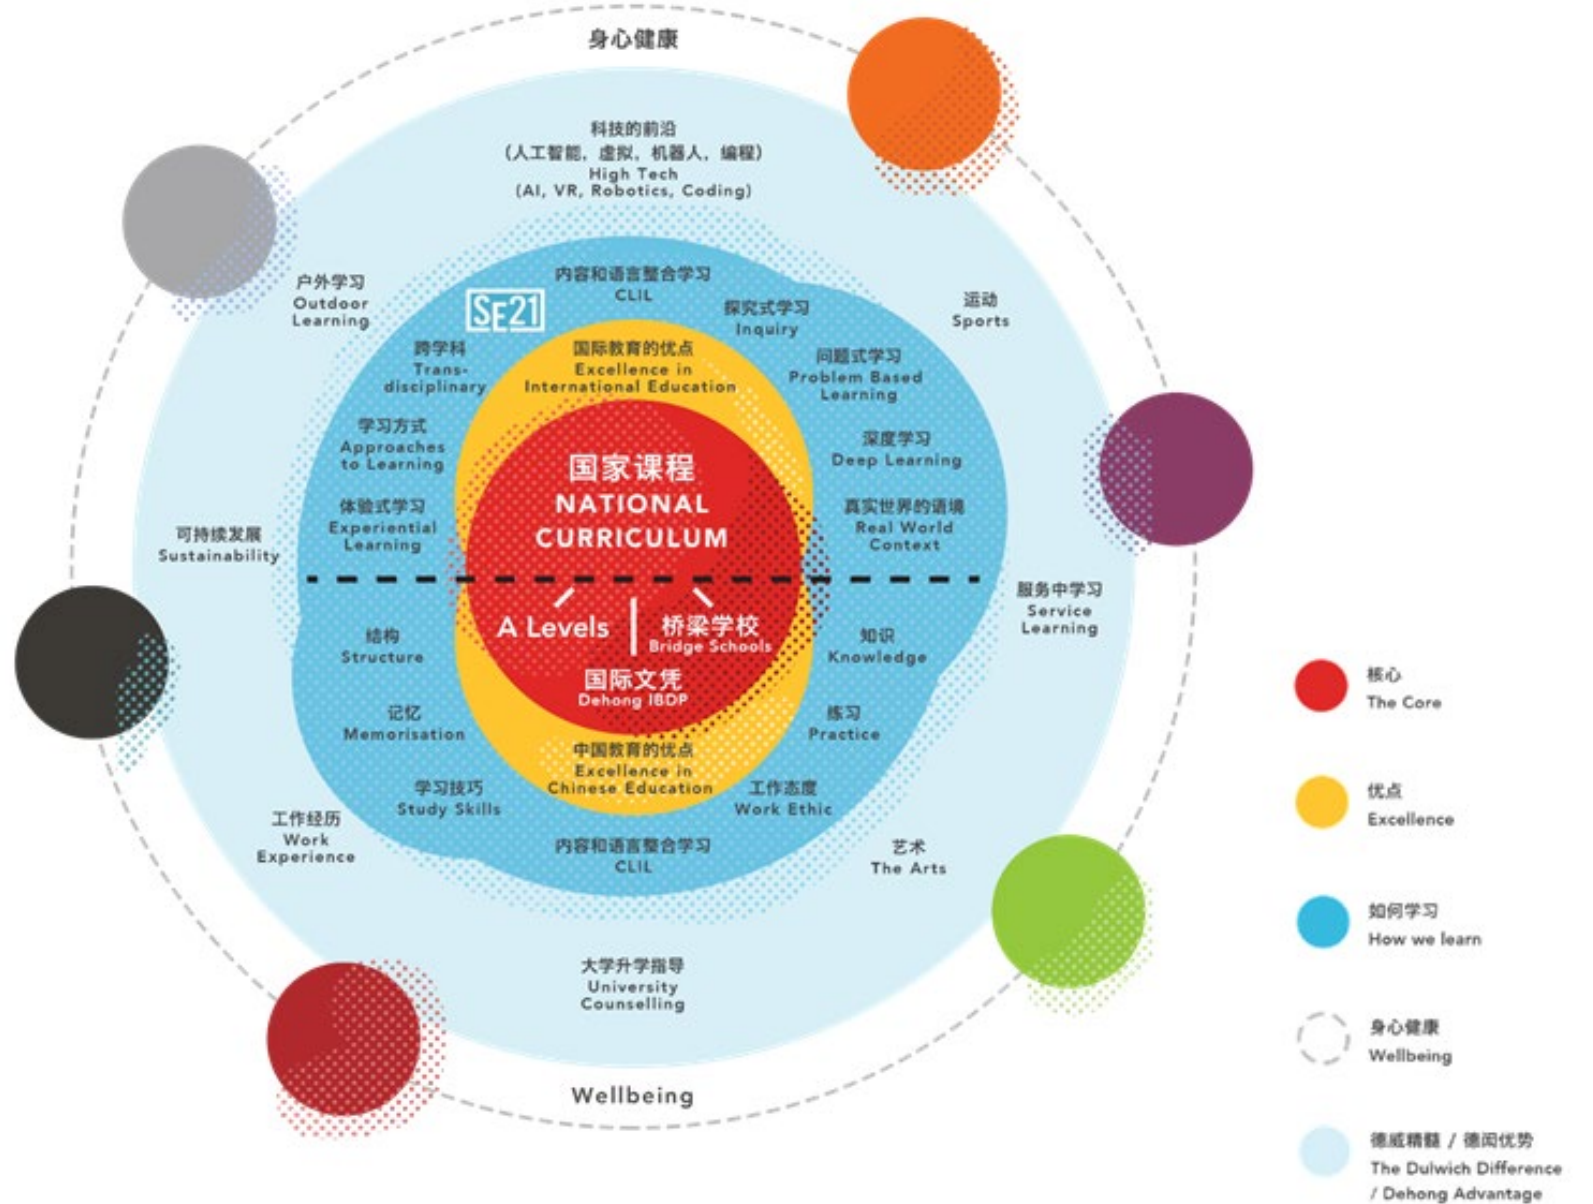 身心健康
科技的前沿
（人工智能，虚拟，机器人，编程）
High Tech
(AI, VR, Robotics, Coding)
户外学习
Outdoor
Learning
运动
Sports
内容和语言整合学习
CLIL
SE21
探究式学习
Inquiry
跨学科
Trans-
disciplinary
国际教育的优点
Excellence in
International Education
问题式学习
Problem Based
Learning
学习方式
Approaches
to Learning
深度学习
Deep Learning
国家课程
NATIONAL
CURRICULUM
体验式学习
Experiential
Learning
真实世界的语境
Real World
Context
可持续发展
Sustainability
服务中学习
Service
Learning
A Levels
桥梁学校
Bridge Schools
国际文凭
Dehong IBDP
结构
Structure
知识
Knowledge
记忆
Memorisation
练习
Practice
中国教育的优点
Excellence in
Chinese Education
学习技巧
Study Skills
工作态度
Work Ethic
工作经历
Work
Experience
内容和语言整合学习
CLIL
艺术
The Arts
大学升学指导
University
Counselling
Wellbeing
核心
The Core
优点
Excellence
如何学习
How we learn
身心健康
Wellbeing
德威精髓 / 德闳优势
The Dulwich Difference
/ Dehong Advantage